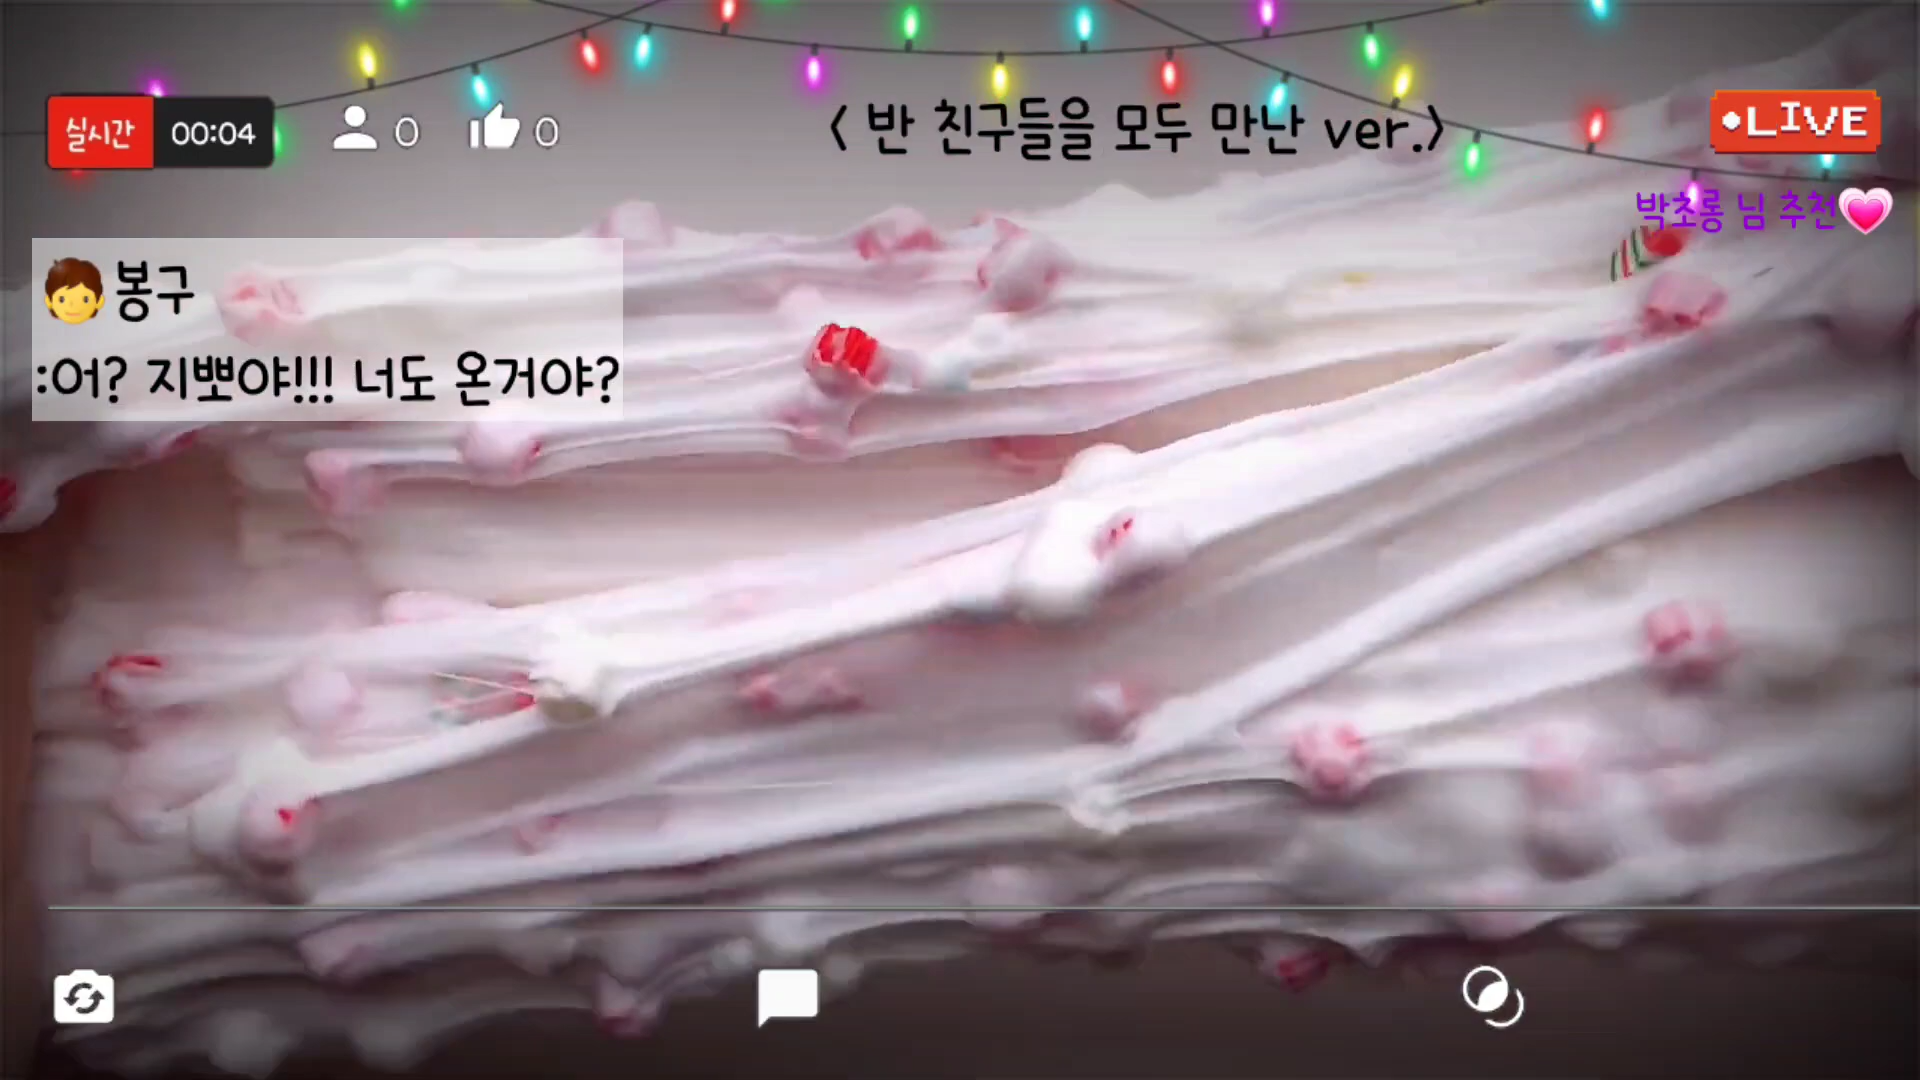 실시간 00:04 0 0
< 반 친구들을 모두 만난 ver.>
LIVE
박초롱 님 추천
봉구
:어? 지뽀야!!! 너도 온거야?